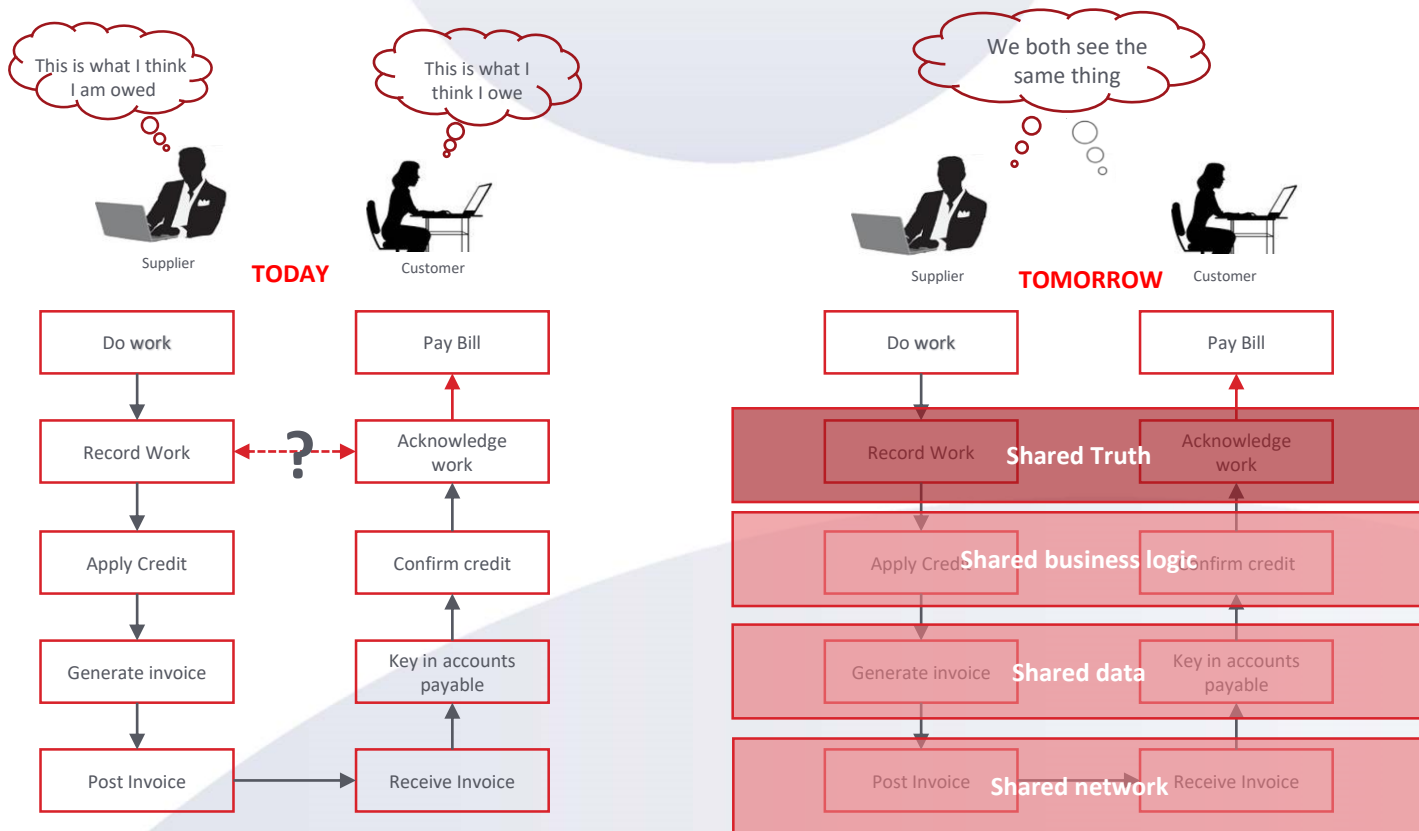 This is what I think
I am owed
This is what I
think I owe
We both see the
same thing
Supplier
TODAY
Customer
Supplier
TOMORROW
Customer
Do work
Pay Bill
Record Work
?
Acknowledge
work
Apply Credit
Confirm credit
Generate invoice
Key in accounts
payable
Post Invoice
Receive Invoice
Do work
Pay Bill
Record Work
Shared Truth
Acknowledge
work
Apply Credit
Shared business logic
Confirm credit
Generate invoice
Shared data
Key in accounts
payable
Post Invoice
Shared network
Receive Invoice